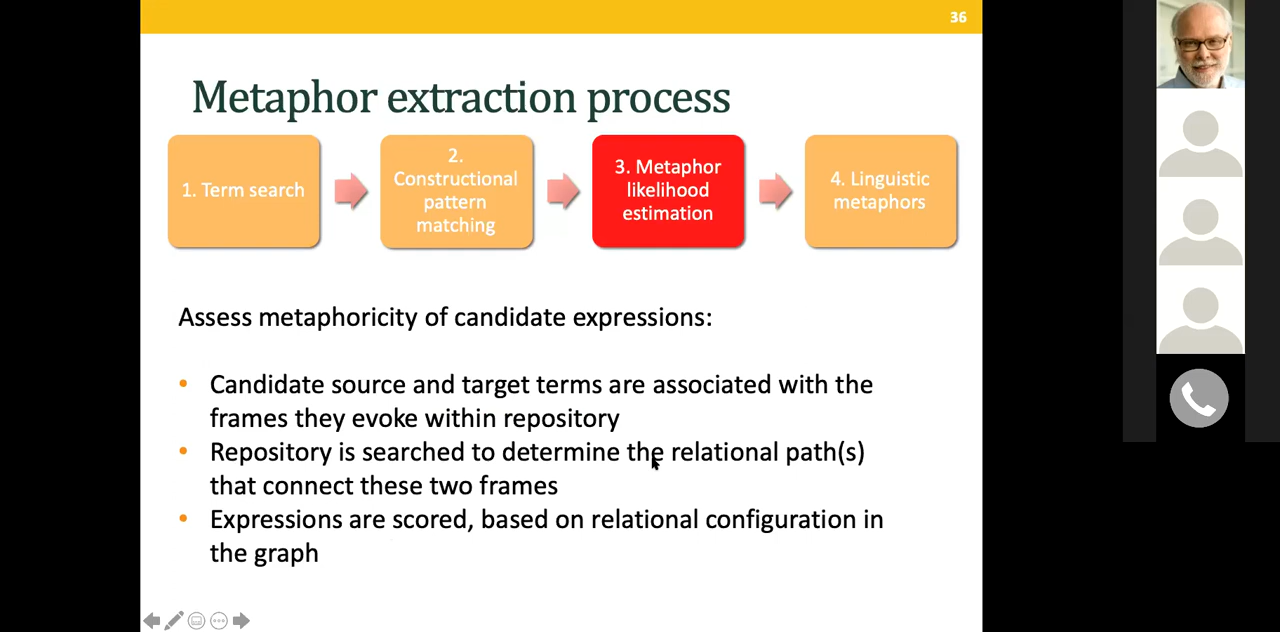 36
Metaphor extraction process
1. Term search
2.
Constructional
pattern
matching
3. Metaphor
likelihood
estimation
4. Linguistic
metaphors
Assess metaphoricity of candidate expressions:
• Candidate source and target terms are associated with the
frames they evoke within repository
• Repository is searched to determine the relational path(s)
that connect these two frames
• Expressions are scored, based on relational configuration in
the graph